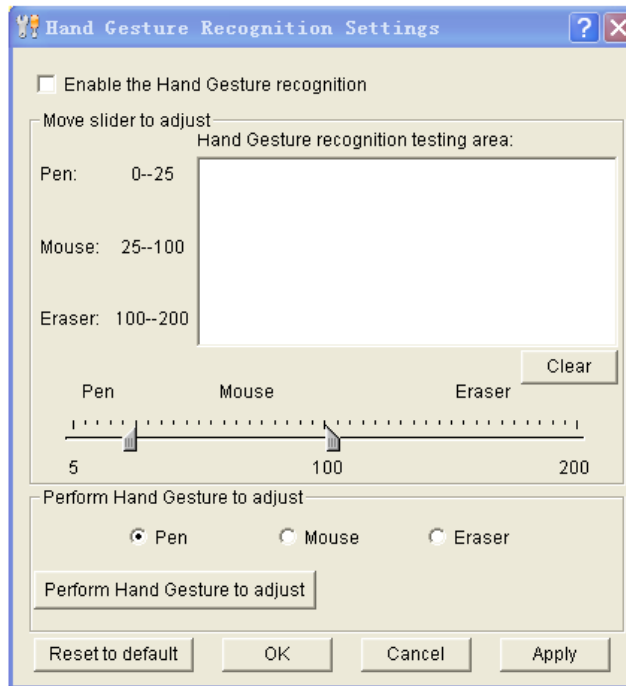 Hand Gesture Recognition Settings
Enable the Hand Gesture recognition
Move slider to adjust
Hand Gesture recognition testing area:
Pen: 0--25
Mouse: 25--100
Eraser: 100--200
Clear
Pen Mouse Eraser
5 100 200
Perform Hand Gesture to adjust
Pen Mouse Eraser
Perform Hand Gesture to adjust
Reset to default OK Cancel Apply